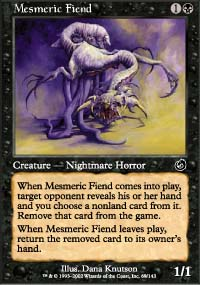 Mesmeric Fiend 1
Creature — Nightmare Horror
When Mesmeric Fiend comes into play,
target opponent reveals his or her hand
and you choose a nonland card from it.
Remove that card from the game.
When Mesmeric Fiend leaves play,
return the removed card to its owner's
hand.
Illus. Dana Knutson
™ & © 1993-2002 Wizards of the Coast, Inc. 69/143
1/1